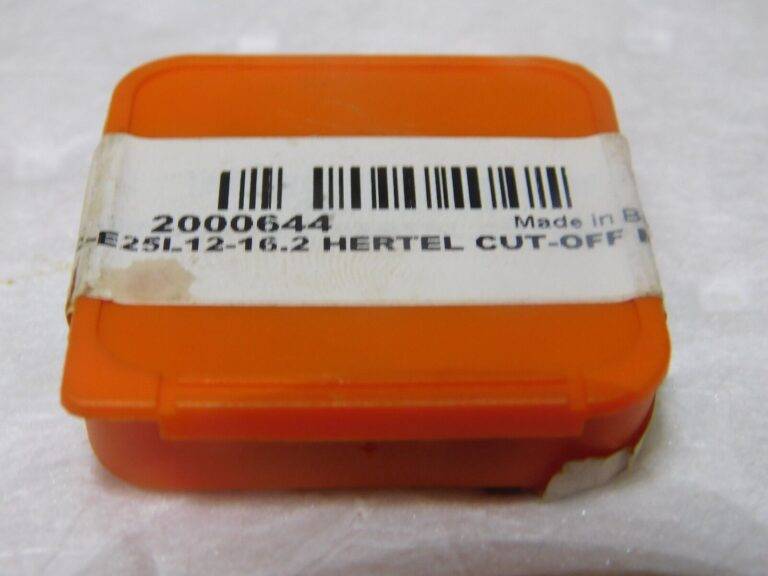 2000644
Made in
-E25L12-16.2 HERTEL CUT-OFF